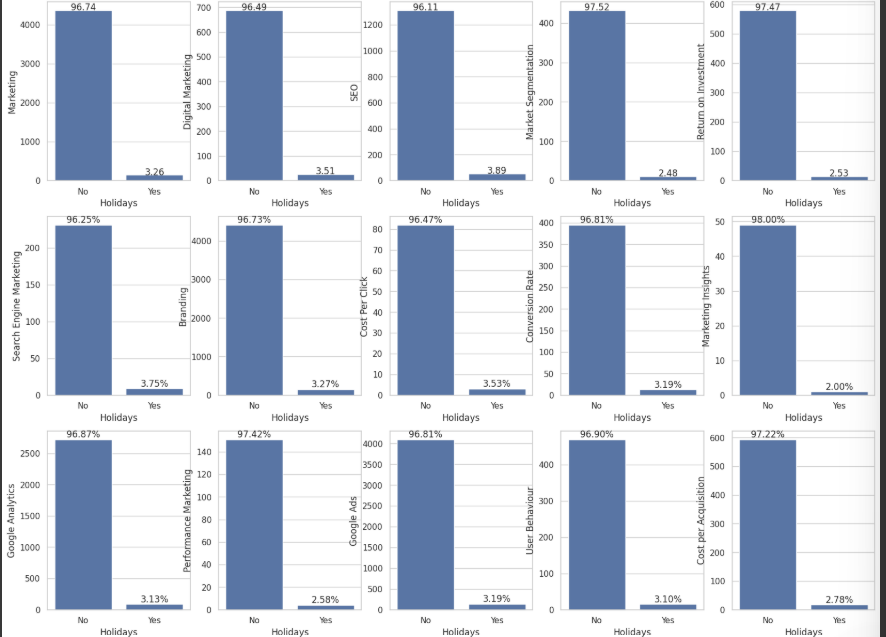 Marketing
4000
3000
2000
1000
0
96.74
3.26
No Yes
Holidays
Digital Marketing
700
600
500
400
300
200
100
0
96.49
3.51
No Yes
Holidays
SEO
1200
1000
800
600
400
200
0
96.11
3.89
No Yes
Holidays
Market Segmentation
400
300
200
100
0
97.52
2.48
No Yes
Holidays
Return on Investment
600
500
400
300
200
100
0
97.47
2.53
No Yes
Holidays
Search Engine Marketing
200
150
100
50
0
96.25%
3.75%
No Yes
Holidays
Branding
4000
3000
2000
1000
0
96.73%
3.27%
No Yes
Holidays
Cost Per Click
80
70
60
50
40
30
20
10
0
96.47%
3.53%
No Yes
Holidays
Conversion Rate
400
350
300
250
200
150
100
50
0
96.81%
3.19%
No Yes
Holidays
Marketing Insights
50
40
30
20
10
0
98.00%
2.00%
No Yes
Holidays
Google Analytics
2500
2000
1500
1000
500
0
96.87%
3.13%
No Yes
Holidays
Performance Marketing
140
120
100
80
60
40
20
0
97.42%
2.58%
No Yes
Holidays
Google Ads
4000
3500
3000
2500
2000
1500
1000
500
0
96.81%
3.19%
No Yes
Holidays
User Behaviour
400
300
200
100
0
96.90%
3.10%
No Yes
Holidays
Cost per Acquisition
600
500
400
300
200
100
0
97.22%
2.78%
No Yes
Holidays